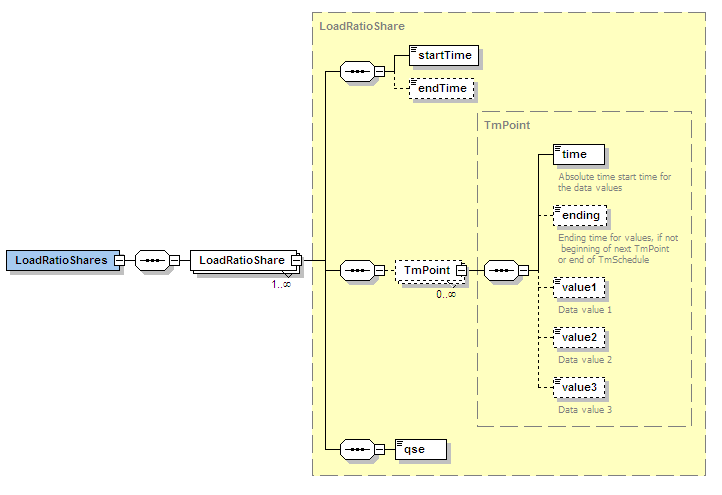 LoadRatioShare
startTime
endTime
TmPoint
time
Absolute time start time for
the data values
ending
Ending time for values, if not
beginning of next TmPoint
or end of TmSchedule
LoadRatioShares
LoadRatioShare
1..∞
TmPoint
0..∞
value1
Data value 1
value2
Data value 2
value3
Data value 3
qse